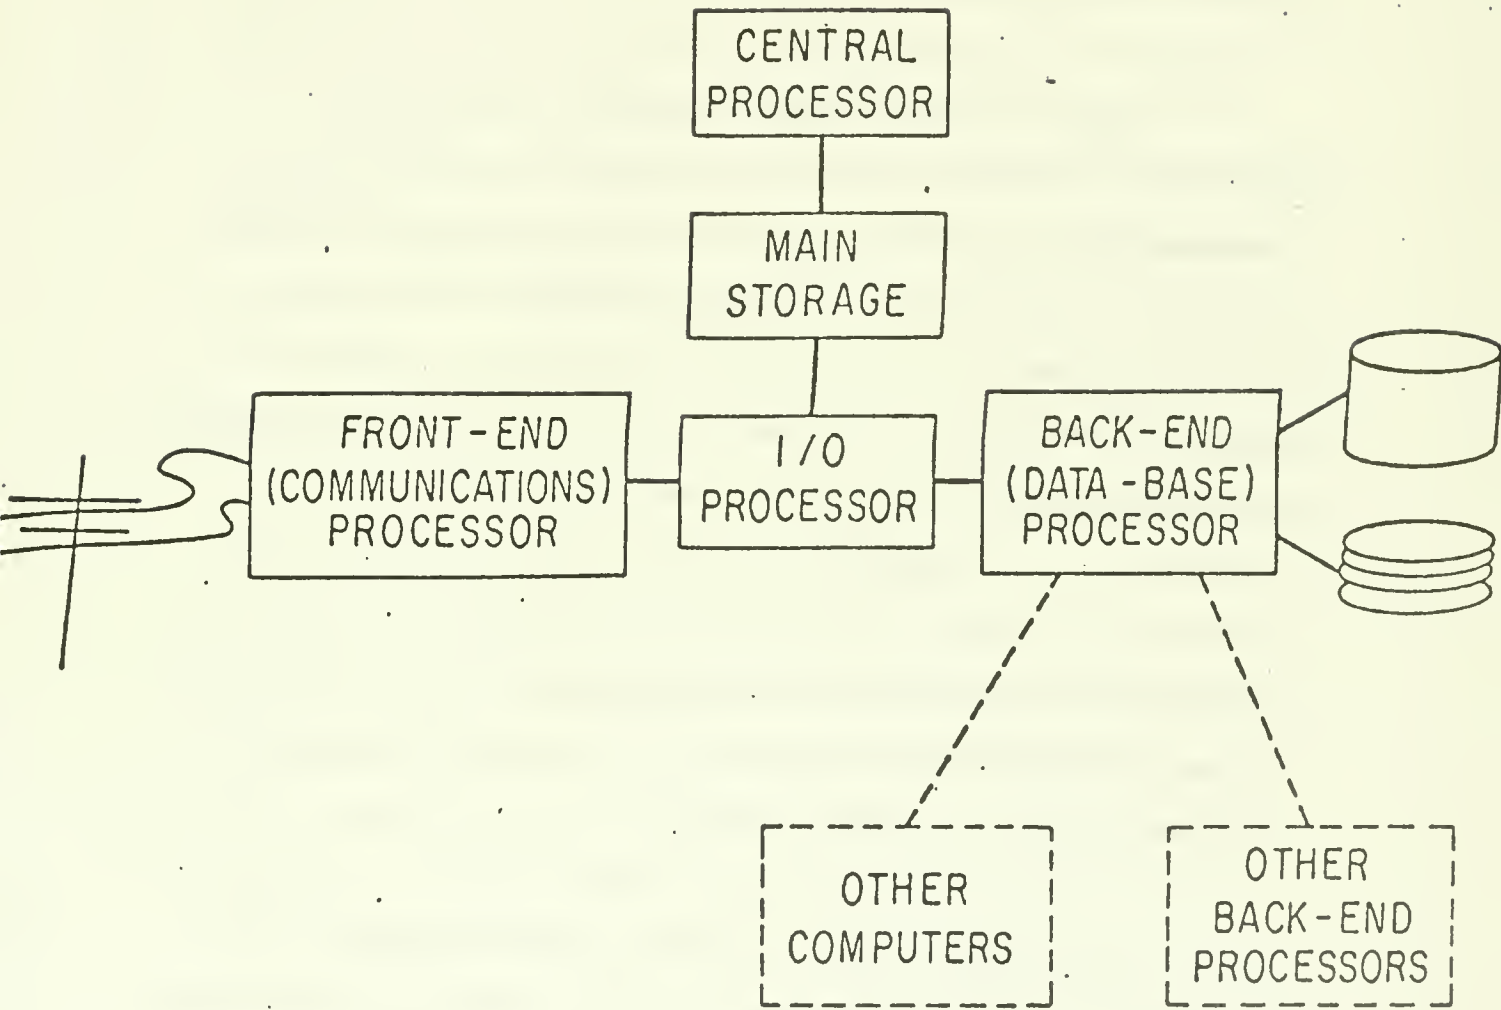 CENTRAL
PROCESSOR
MAIN
STORAGE
FRONT-END
(COMMUNICATIONS)
PROCESSOR
I/O
PROCESSOR
BACK-END
(DATA-BASE)
PROCESSOR
OTHER
COMPUTERS
OTHER
BACK-END
PROCESSORS